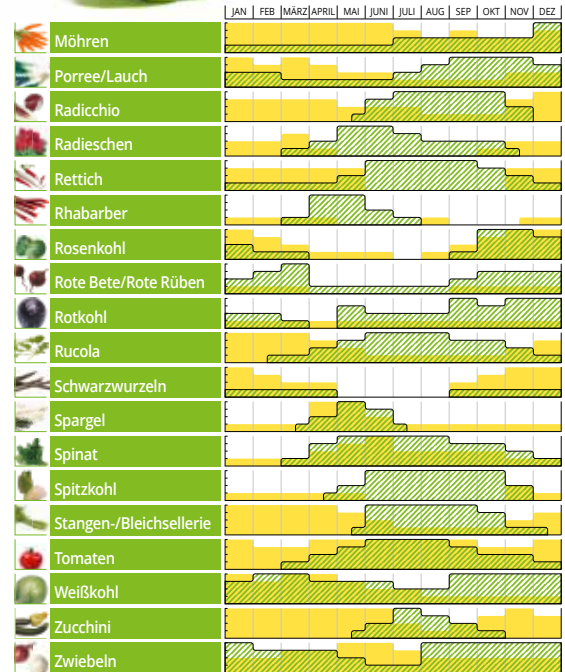 JAN FEB MÄRZ APRIL MAI JUNI JULI AUG SEP OKT NOV DEZ
Möhren
Porree/Lauch
Radicchio
Radieschen
Rettich
Rhabarber
Rosenkohl
Rote Bete/Rote Rüben
Rotkohl
Rucola
Schwarzwurzeln
Spargel
Spinat
Spitzkohl
Stangen-/Bleichsellerie
Tomaten
Weißkohl
Zucchini
Zwiebeln